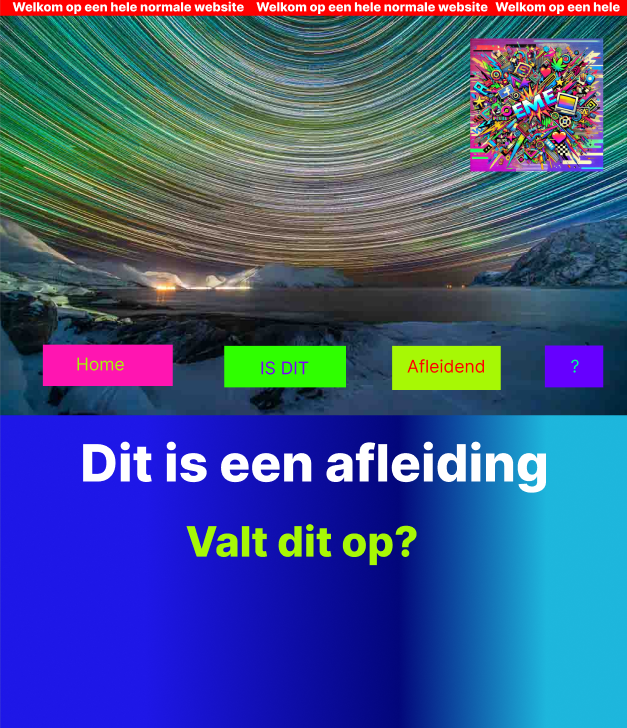 Welkom op een hele normale website Welkom op een hele normale website Welkom op een hele
EME
Home IS DIT Afleidend ?
Dit is een afleiding
Valt dit op?